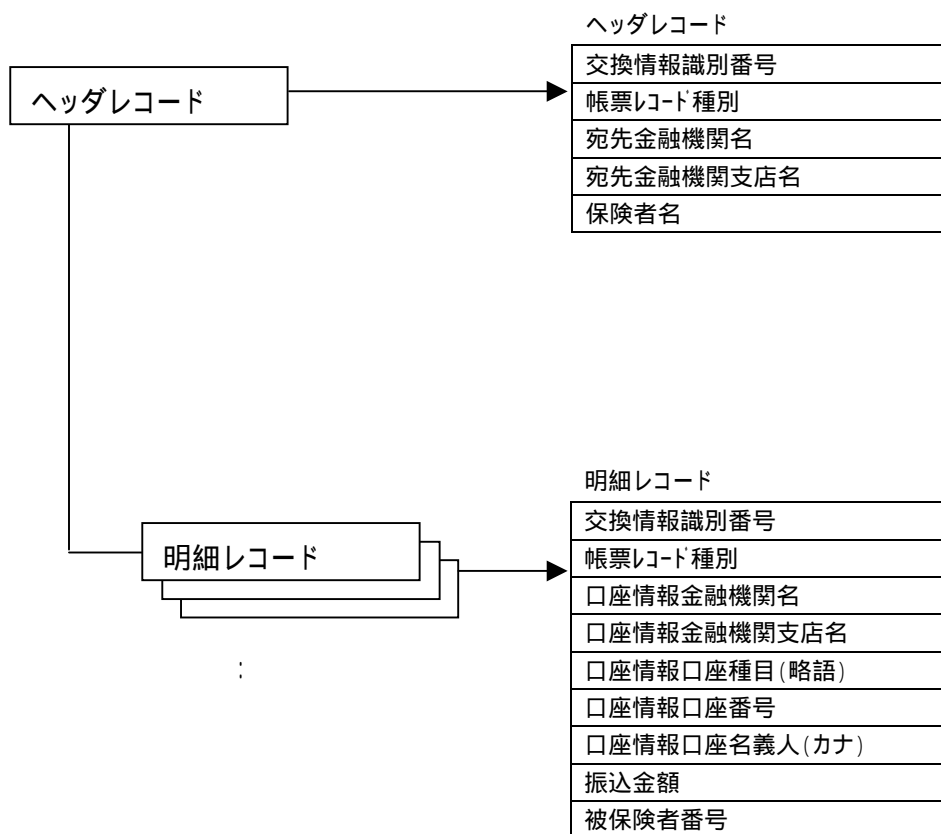 ヘッダレコード
ヘッダレコード
交換情報識別番号
帳票ﾚｺｰﾄﾞ種別
宛先金融機関名
宛先金融機関支店名
保険者名
明細レコード
明細レコード
:
交換情報識別番号
帳票ﾚｺｰﾄﾞ種別
口座情報金融機関名
口座情報金融機関支店名
口座情報口座種目(略語)
口座情報口座番号
口座情報口座名義人(カナ)
振込金額
被保険者番号